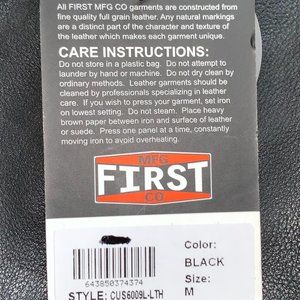 All FIRST MFG CO garments are constructed from
fine quality full grain leather. Any natural markings
are a distinct part of the character and texture of
the leather which makes each garment unique.
CARE INSTRUCTIONS:
Do not store in a plastic bag. Do not attempt to
launder by hand or machine. Do not dry clean by
ordinary methods. Leather garments should be
cleaned by professionals specializing in leather
care. If you wish to press your garment, set iron
on lowest setting. Do not steam. Place heavy
brown paper between iron and surface of leather
or suede. Press one panel at a time, constantly
moving iron to avoid overheating.
MFG
FIRST
CO
643850374374
Color:
BLACK
Size:
M
STYLE: CUS6009L-LTH